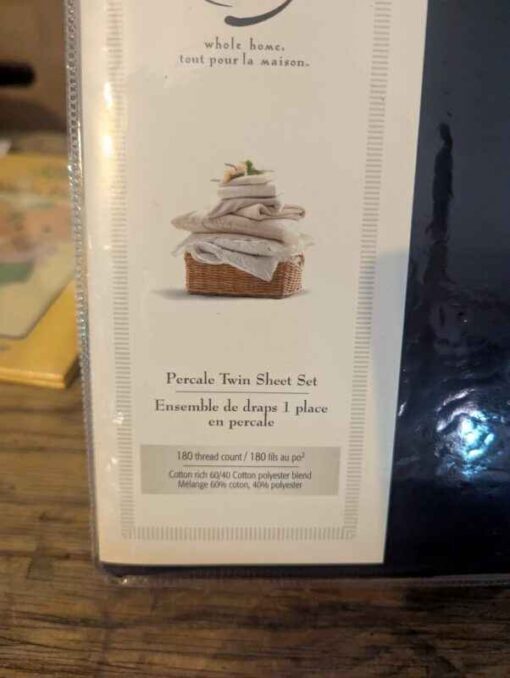 whole home.
tout pour la maison.
Percale Twin Sheet Set
Ensemble de draps 1 place
en percale
180 thread count / 180 fils au po²
Cotton rich 60/40 Cotton polyester blend
Mélange 60% coton, 40% polyester